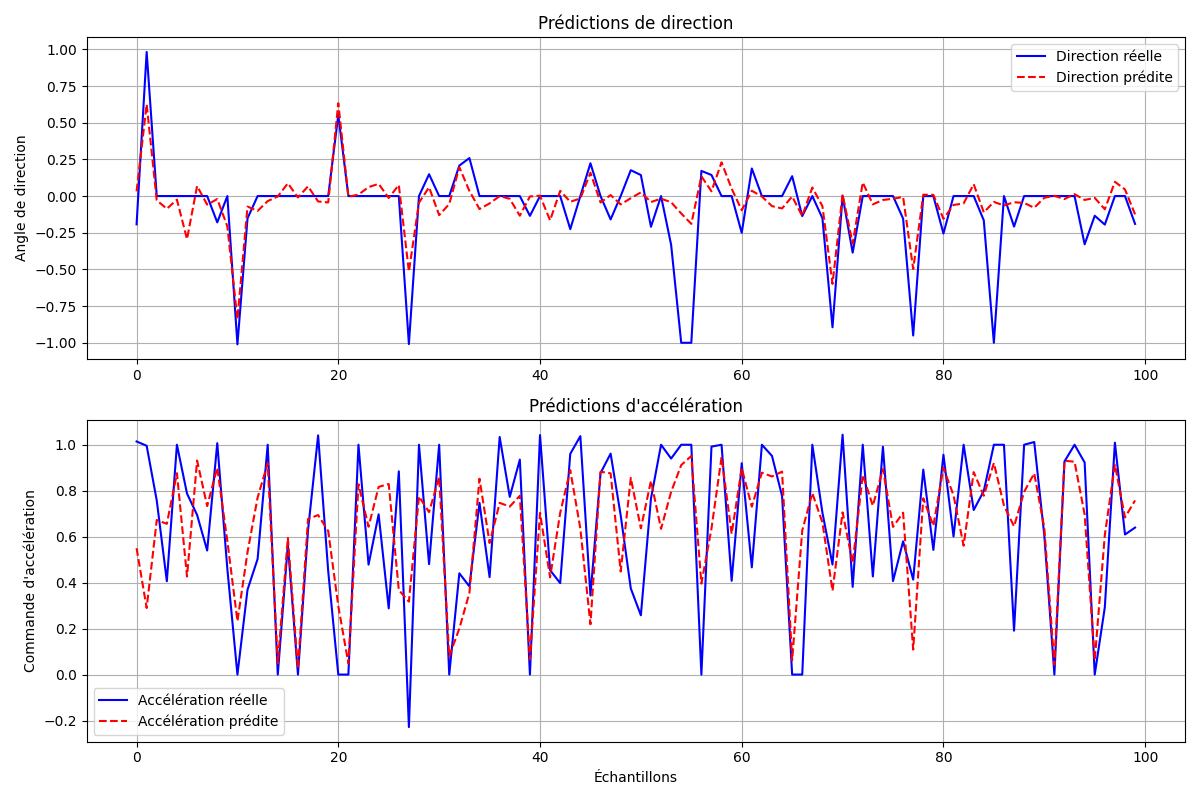 Prédictions de direction
1.00
0.75
0.50
0.25
0.00
−0.25
−0.50
−0.75
−1.00
Angle de direction
Direction réelle
Direction prédite
0 20 40 60 80 100
Prédictions d'accélération
1.0
0.8
0.6
0.4
0.2
0.0
−0.2
Commande d'accélération
Accélération réelle
Accélération prédite
0 20 40 60 80 100
Échantillons